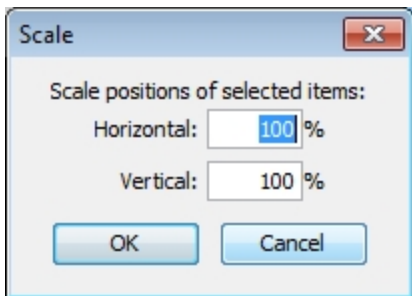 Scale
Scale positions of selected items:
Horizontal: 100 %
Vertical: 100 %
OK Cancel